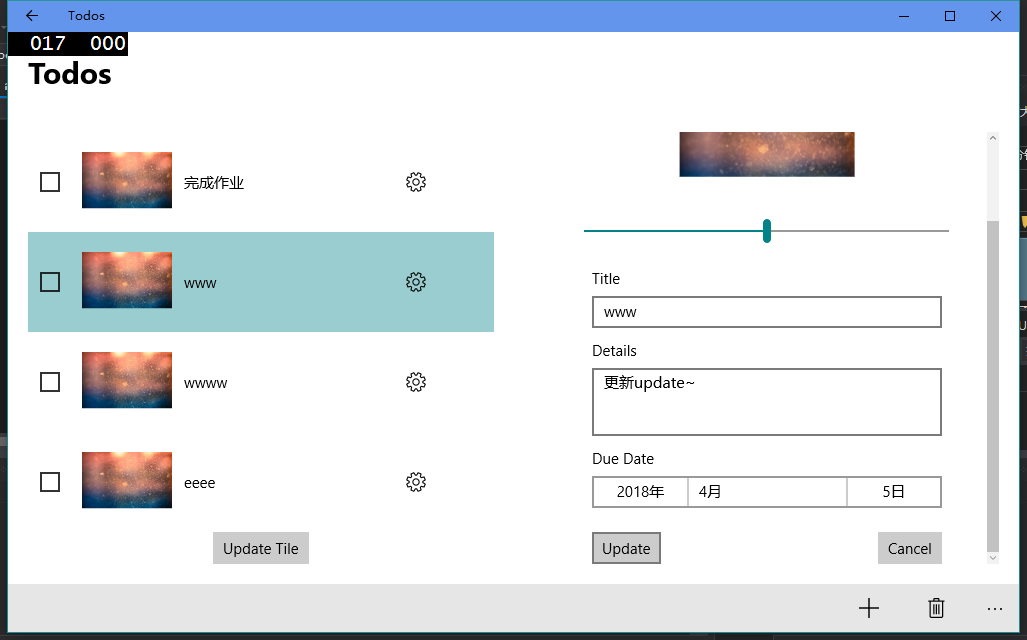 Todos
017 000
Todos
完成作业
www
wwww
eeee
Update Tile
Title
www
Details
更新update~
Due Date
2018年 4月 5日
Update
Cancel